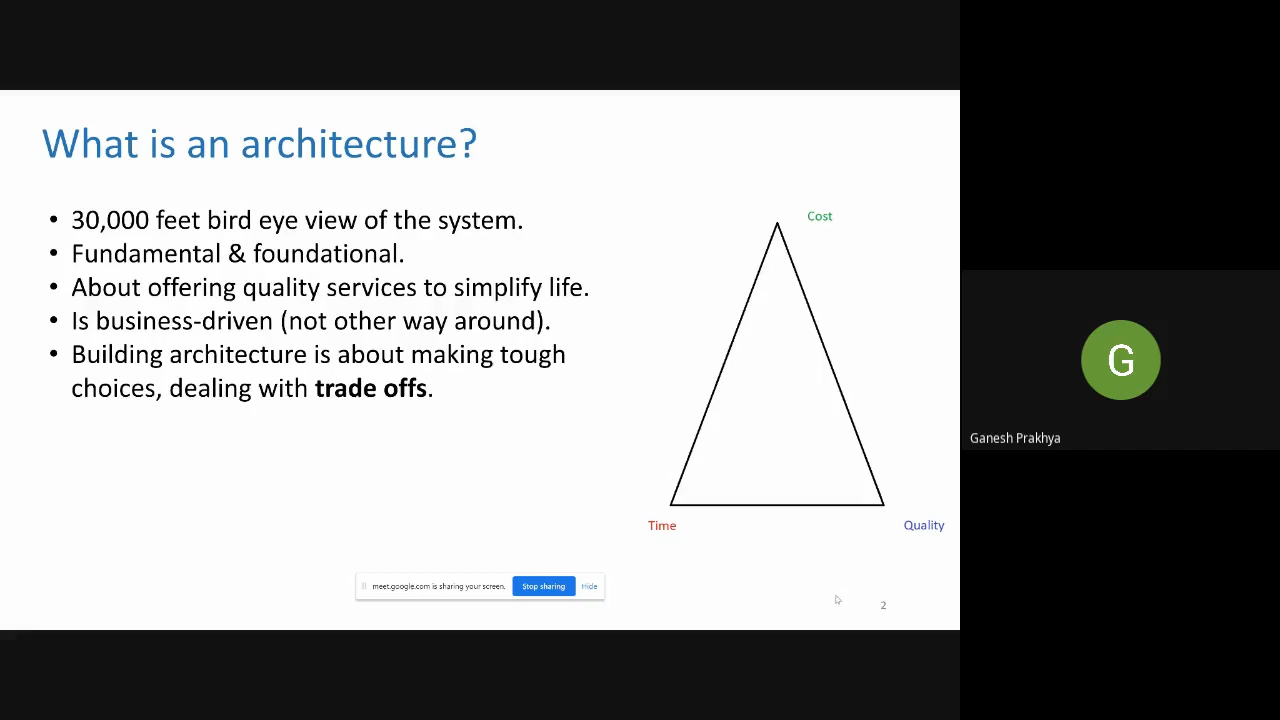 What is an architecture?
• 30,000 feet bird eye view of the system.
• Fundamental & foundational.
• About offering quality services to simplify life.
• Is business-driven (not other way around).
• Building architecture is about making tough
choices, dealing with trade offs.
Cost
Time
Quality
meet.google.com is sharing your screen.
Stop sharing
Hide
2
G
Ganesh Prakhya